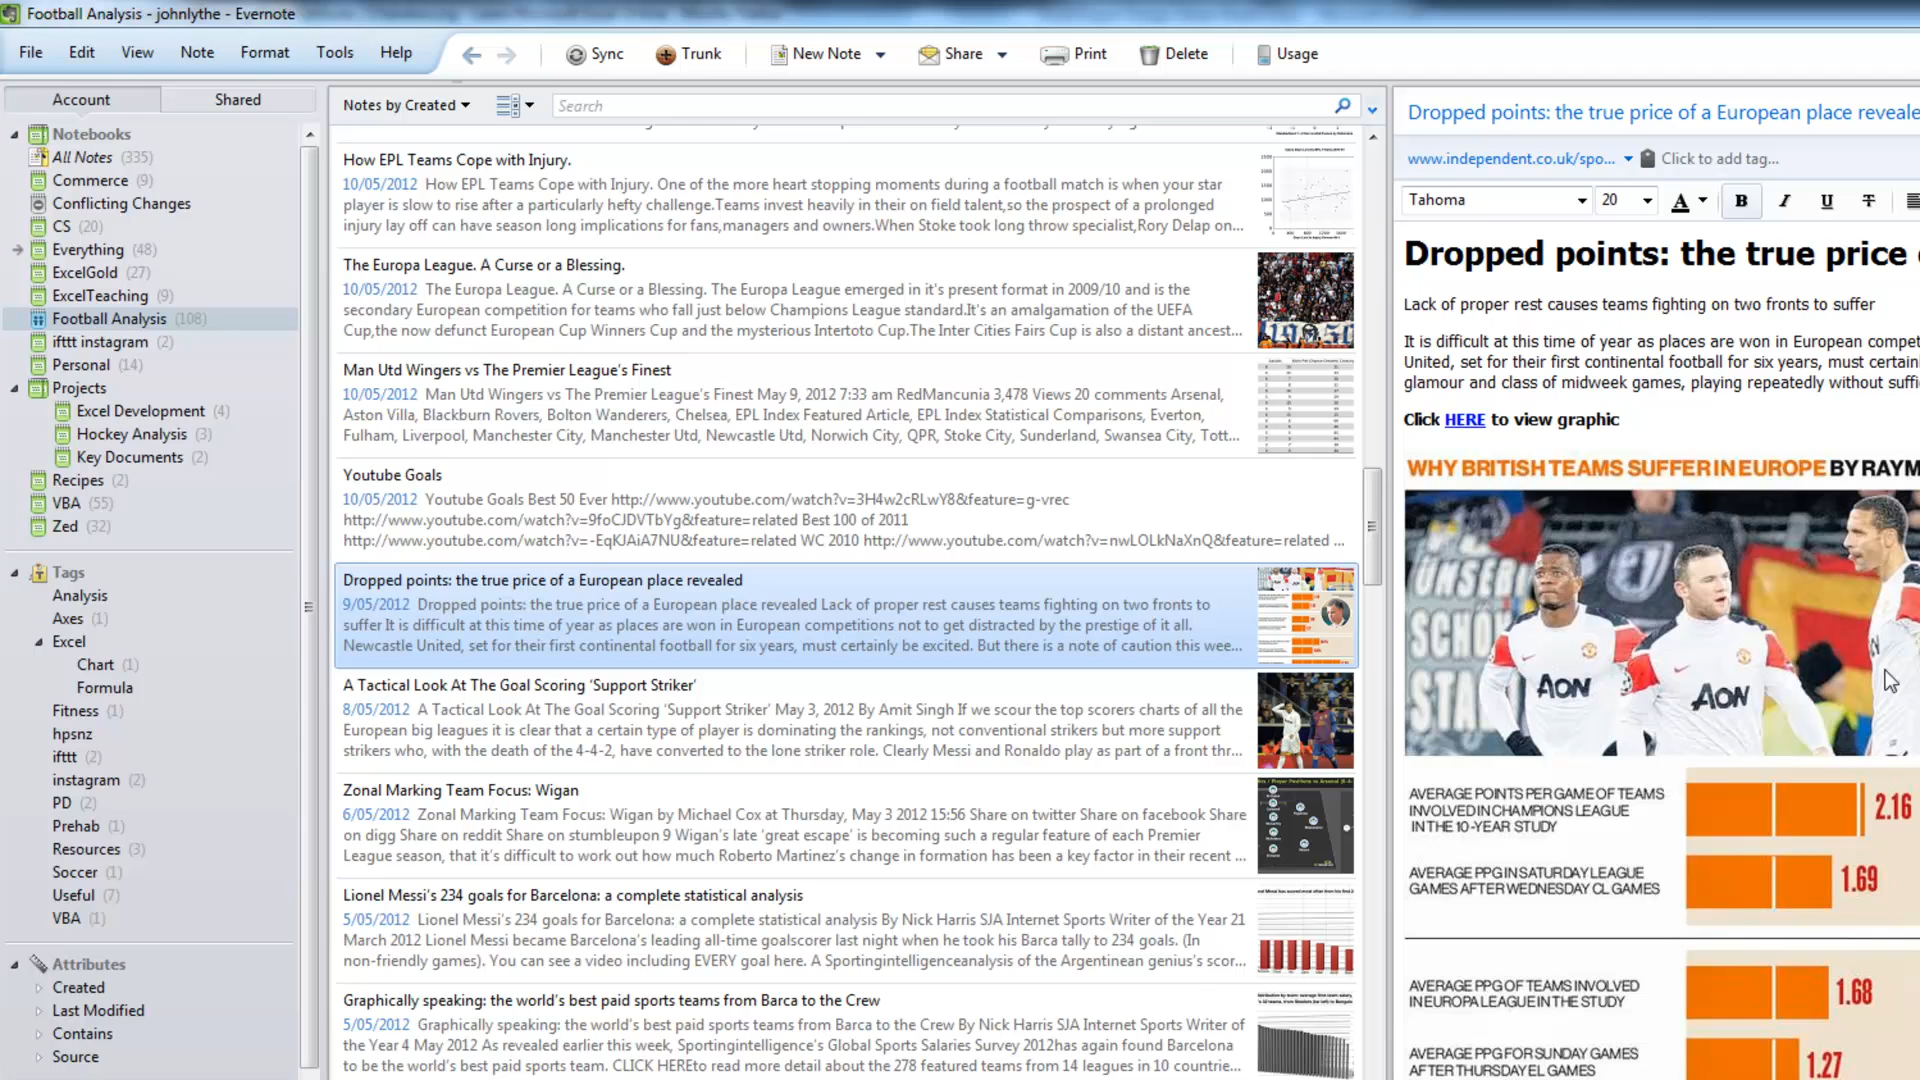 Football Analysis - johnlythe - Evernote
File Edit View Note Format Tools Help
Sync Trunk New Note Share Print Delete Usage
Account Shared
Notebooks
All Notes (335)
Commerce (9)
Conflicting Changes
CS (20)
Everything (48)
ExcelGold (27)
ExcelTeaching (9)
Football Analysis (108)
ifttt instagram (2)
Personal (14)
Projects
Excel Development (4)
Hockey Analysis (3)
Key Documents (2)
Recipes (2)
VBA (55)
Zed (32)
Tags
Analysis
Axes (1)
Excel
Chart (1)
Formula
Fitness (1)
hpsnz
ifttt (2)
instagram (2)
PD (2)
Prehab (1)
Resources (3)
Soccer (1)
Useful (7)
VBA (1)
Attributes
Created
Last Modified
Contains
Source
Notes by Created
Search
How EPL Teams Cope with Injury.
10/05/2012 How EPL Teams Cope with Injury. One of the more heart stopping moments during a football match is when your star
player is slow to rise after a particularly hefty challenge.Teams invest heavily in their on field talent,so the prospect of a prolonged
injury lay off can have season long implications for fans,managers and owners.When Stoke took long throw specialist,Rory Delap on...
The Europa League. A Curse or a Blessing.
10/05/2012 The Europa League. A Curse or a Blessing. The Europa League emerged in it's present format in 2009/10 and is the
secondary European competition for teams who fall just below Champions League standard.It's an amalgamation of the UEFA
Cup,the now defunct European Cup Winners Cup and the mysterious Intertoto Cup.The Inter Cities Fairs Cup is also a distant ancest...
Man Utd Wingers vs The Premier League's Finest
10/05/2012 Man Utd Wingers vs The Premier League's Finest May 9, 2012 7:33 am RedMancunia 3,478 Views 20 comments Arsenal,
Aston Villa, Blackburn Rovers, Bolton Wanderers, Chelsea, EPL Index Featured Article, EPL Index Statistical Comparisons, Everton,
Fulham, Liverpool, Manchester City, Manchester Utd, Newcastle Utd, Norwich City, QPR, Stoke City, Sunderland, Swansea City, Tott...
Youtube Goals
10/05/2012 Youtube Goals Best 50 Ever http://www.youtube.com/watch?v=3H4w2cRLwY8&feature=g-vrec
http://www.youtube.com/watch?v=9foCJDVTbYg&feature=related Best 100 of 2011
http://www.youtube.com/watch?v=-EqKJAiA7NU&feature=related WC 2010 http://www.youtube.com/watch?v=nwLOLkNaXnQ&feature=related ...
Dropped points: the true price of a European place revealed
9/05/2012 Dropped points: the true price of a European place revealed Lack of proper rest causes teams fighting on two fronts to
suffer It is difficult at this time of year as places are won in European competitions not to get distracted by the prestige of it all.
Newcastle United, set for their first continental football for six years, must certainly be excited. But there is a note of caution this wee...
A Tactical Look At The Goal Scoring 'Support Striker'
8/05/2012 A Tactical Look At The Goal Scoring 'Support Striker' May 3, 2012 By Amit Singh If we scour the top scorers charts of all the
European big leagues it is clear that a certain type of player is dominating the rankings, not conventional strikers but more support
strikers who, with the death of the 4-4-2, have converted to the lone striker role. Clearly Messi and Ronaldo play as part of a front thr...
Zonal Marking Team Focus: Wigan
6/05/2012 Zonal Marking Team Focus: Wigan by Michael Cox at Thursday, May 3 2012 15:56 Share on twitter Share on facebook Share
on digg Share on reddit Share on stumbleupon 9 Wigan's late 'great escape' is becoming such a regular feature of each Premier
League season, that it's difficult to work out how much Roberto Martinez's change in formation has been a key factor in their recent ...
Lionel Messi's 234 goals for Barcelona: a complete statistical analysis
5/05/2012 Lionel Messi's 234 goals for Barcelona: a complete statistical analysis By Nick Harris SJA Internet Sports Writer of the Year 21
March 2012 Lionel Messi became Barcelona's leading all-time goalscorer last night when he took his Barca tally to 234 goals. (In
non-friendly games). You can see a video including EVERY goal here. A Sportingintelligenceanalysis of the Argentinean genius's scor...
Graphically speaking: the world's best paid sports teams from Barca to the Crew
5/05/2012 Graphically speaking: the world's best paid sports teams from Barca to the Crew By Nick Harris SJA Internet Sports Writer of
the Year 4 May 2012 As revealed earlier this week, Sportingintelligence's Global Sports Salaries Survey 2012has again found Barcelona
to be the world's best paid sports team. CLICK HEREto read more detail about the 278 featured teams from 14 leagues in 10 countrie...
Dropped points: the true price of a European place reveale
www.independent.co.uk/spo... Click to add tag...
Tahoma 20 A B I U T
Dropped points: the true price
Lack of proper rest causes teams fighting on two fronts to suffer
It is difficult at this time of year as places are won in European compet
United, set for their first continental football for six years, must certain
glamour and class of midweek games, playing repeatedly without suffi
Click HERE to view graphic
WHY BRITISH TEAMS SUFFER IN EUROPE BY RAYM
UNSER
SCHÖ
STA
AON
AON
AVERAGE POINTS PER GAME OF TEAMS
INVOLVED IN CHAMPIONS LEAGUE
IN THE 10-YEAR STUDY
2.16
AVERAGE PPG IN SATURDAY LEAGUE
GAMES AFTER WEDNESDAY CL GAMES
1.69
AVERAGE PPG OF TEAMS INVOLVED
IN EUROPA LEAGUE IN THE STUDY
1.68
AVERAGE PPG FOR SUNDAY GAMES
AFTER THURSDAY EL GAMES
1.27